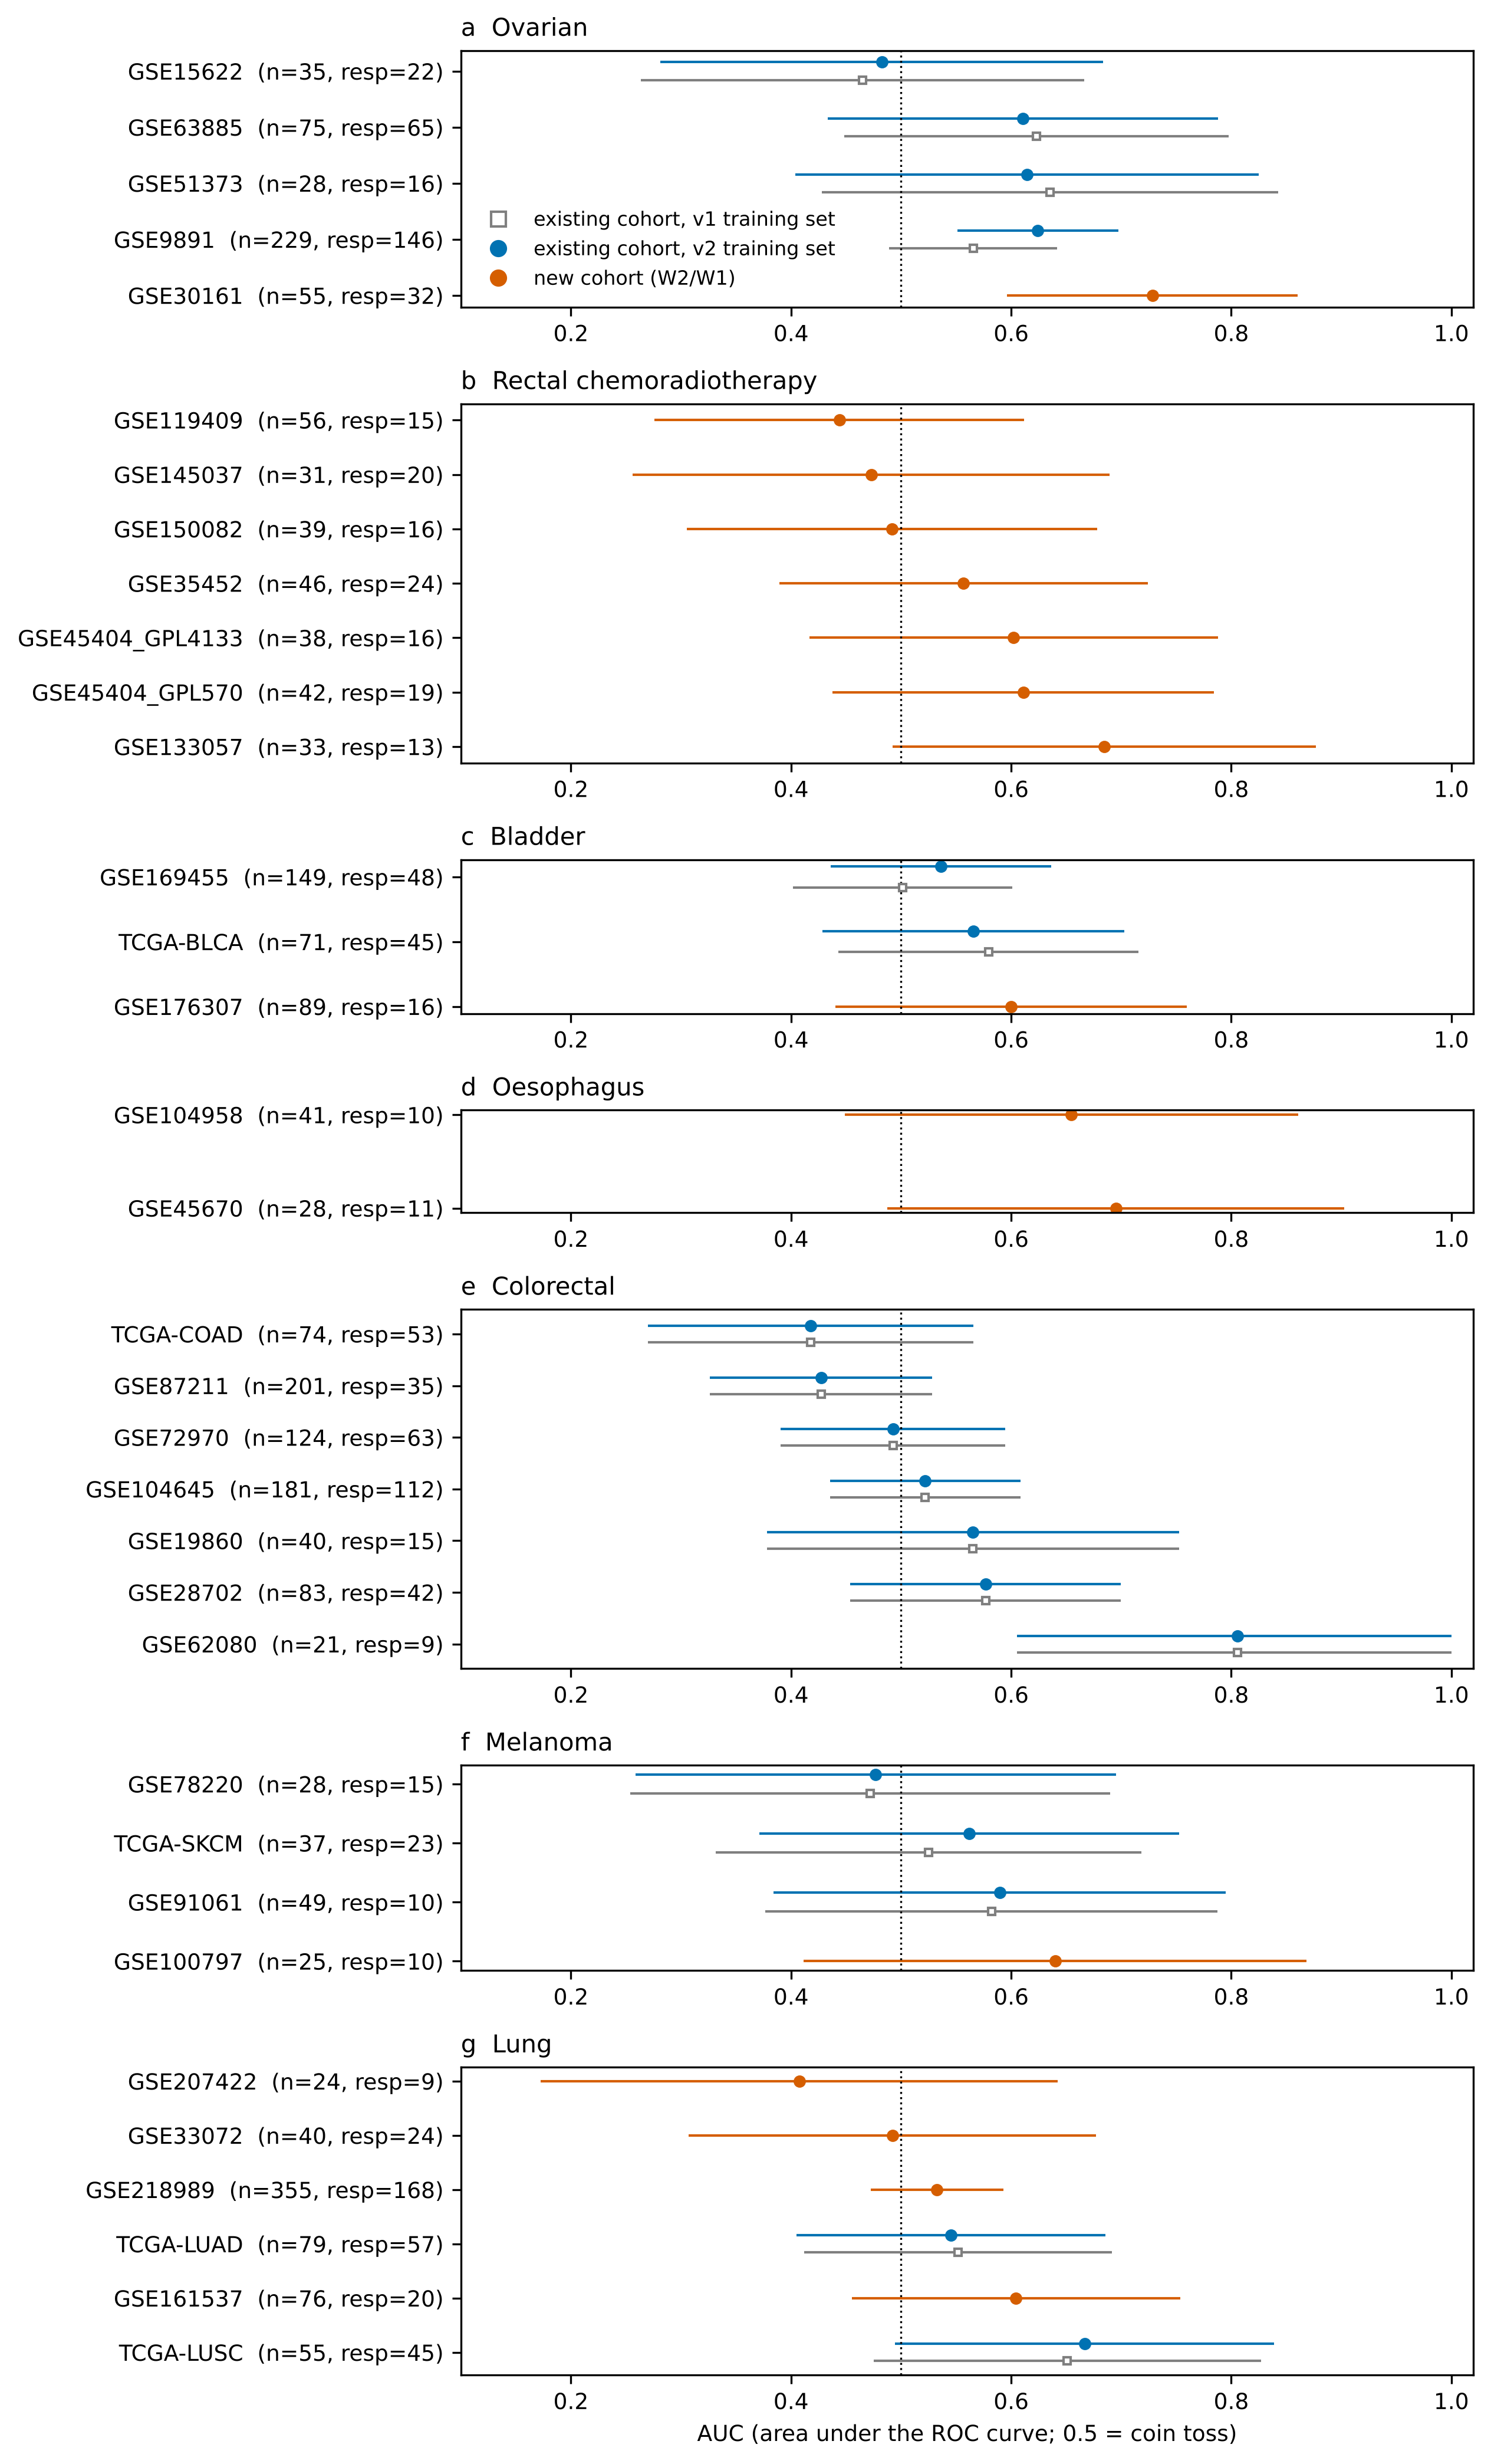 a  Ovarian
GSE15622  (n=35, resp=22)
GSE63885  (n=75, resp=65)
GSE51373  (n=28, resp=16)
GSE9891  (n=229, resp=146)
GSE30161  (n=55, resp=32)
existing cohort, v1 training set
existing cohort, v2 training set
new cohort (W2/W1)
0.2 0.4 0.6 0.8 1.0
b  Rectal chemoradiotherapy
GSE119409  (n=56, resp=15)
GSE145037  (n=31, resp=20)
GSE150082  (n=39, resp=16)
GSE35452  (n=46, resp=24)
GSE45404_GPL4133  (n=38, resp=16)
GSE45404_GPL570  (n=42, resp=19)
GSE133057  (n=33, resp=13)
0.2 0.4 0.6 0.8 1.0
c  Bladder
GSE169455  (n=149, resp=48)
TCGA-BLCA  (n=71, resp=45)
GSE176307  (n=89, resp=16)
0.2 0.4 0.6 0.8 1.0
d  Oesophagus
GSE104958  (n=41, resp=10)
GSE45670  (n=28, resp=11)
0.2 0.4 0.6 0.8 1.0
e  Colorectal
TCGA-COAD  (n=74, resp=53)
GSE87211  (n=201, resp=35)
GSE72970  (n=124, resp=63)
GSE104645  (n=181, resp=112)
GSE19860  (n=40, resp=15)
GSE28702  (n=83, resp=42)
GSE62080  (n=21, resp=9)
0.2 0.4 0.6 0.8 1.0
f  Melanoma
GSE78220  (n=28, resp=15)
TCGA-SKCM  (n=37, resp=23)
GSE91061  (n=49, resp=10)
GSE100797  (n=25, resp=10)
0.2 0.4 0.6 0.8 1.0
g  Lung
GSE207422  (n=24, resp=9)
GSE33072  (n=40, resp=24)
GSE218989  (n=355, resp=168)
TCGA-LUAD  (n=79, resp=57)
GSE161537  (n=76, resp=20)
TCGA-LUSC  (n=55, resp=45)
0.2 0.4 0.6 0.8 1.0
AUC (area under the ROC curve; 0.5 = coin toss)